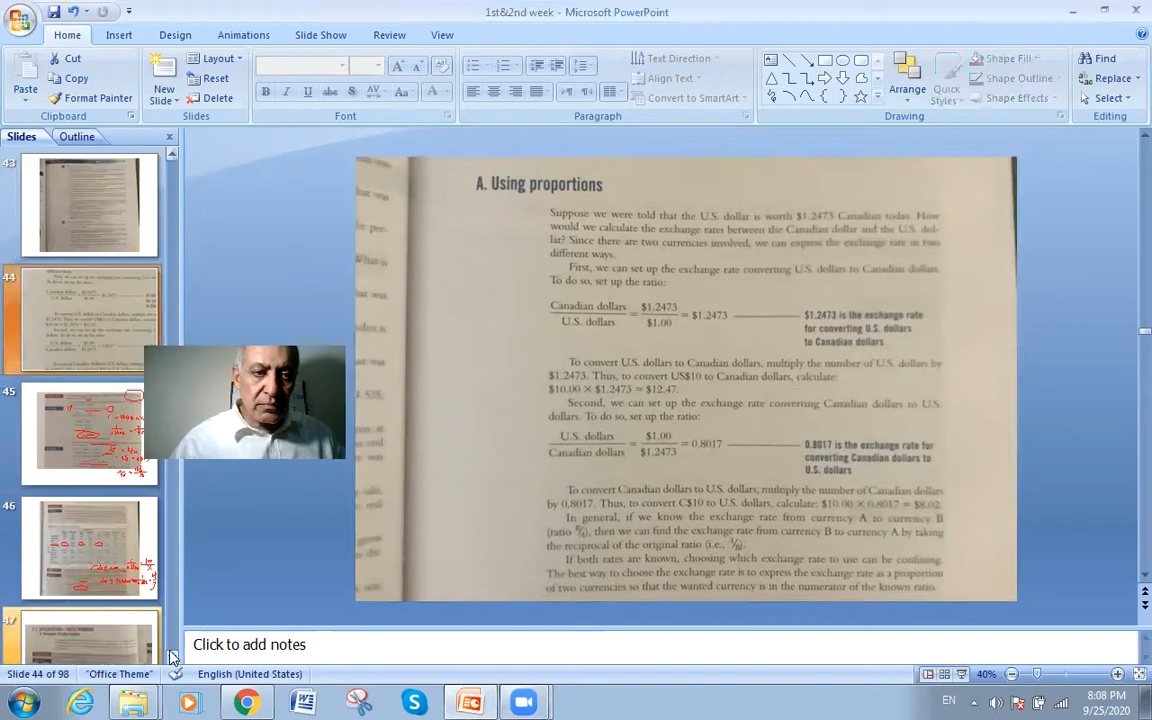 1st&2nd week - Microsoft PowerPoint
Home Insert Design Animations Slide Show Review View
Paste
Cut
Copy
Format Painter
Clipboard
New Slide
Layout
Reset
Delete
Slides
B I U abc S AV Aa A
Font
Paragraph
Text Direction
Align Text
Convert to SmartArt
Arrange
Quick Styles
Shape Fill
Shape Outline
Shape Effects
Drawing
Find
Replace
Select
Editing
Slides Outline
43
44
45
46
47
A. Using proportions
Suppose we were told that the U.S. dollar is worth $1.2473 Canadian today. How
would we calculate the exchange rates between the Canadian dollar and the U.S. dol-
lar? Since there are two currencies involved, we can express the exchange rate in two
different ways.
First, we can set up the exchange rate converting U.S. dollars to Canadian dollars.
To do so, set up the ratio:
Canadian dollars / U.S. dollars = $1.2473 / $1.00 = $1.2473
$1.2473 is the exchange rate
for converting U.S. dollars
to Canadian dollars
To convert U.S. dollars to Canadian dollars, multiply the number of U.S. dollars by
$1.2473. Thus, to convert US$10 to Canadian dollars, calculate:
$10.00 × $1.2473 = $12.47.
Second, we can set up the exchange rate converting Canadian dollars to U.S.
dollars. To do so, set up the ratio:
U.S. dollars / Canadian dollars = $1.00 / $1.2473 = 0.8017
0.8017 is the exchange rate for
converting Canadian dollars to
U.S. dollars
To convert Canadian dollars to U.S. dollars, multiply the number of Canadian dollars
by 0.8017. Thus, to convert C$10 to U.S. dollars, calculate: $10.00 × 0.8017 = $8.02.
In general, if we know the exchange rate from currency A to currency B
(ratio B/A), then we can find the exchange rate from currency B to currency A by taking
the reciprocal of the original ratio (i.e., A/B).
If both rates are known, choosing which exchange rate to use can be confusing.
The best way to choose the exchange rate is to express the exchange rate as a proportion
of two currencies so that the wanted currency is in the numerator of the known ratio.
Click to add notes
Slide 44 of 98 "Office Theme" English (United States) 40%
EN 8:08 PM
9/25/2020